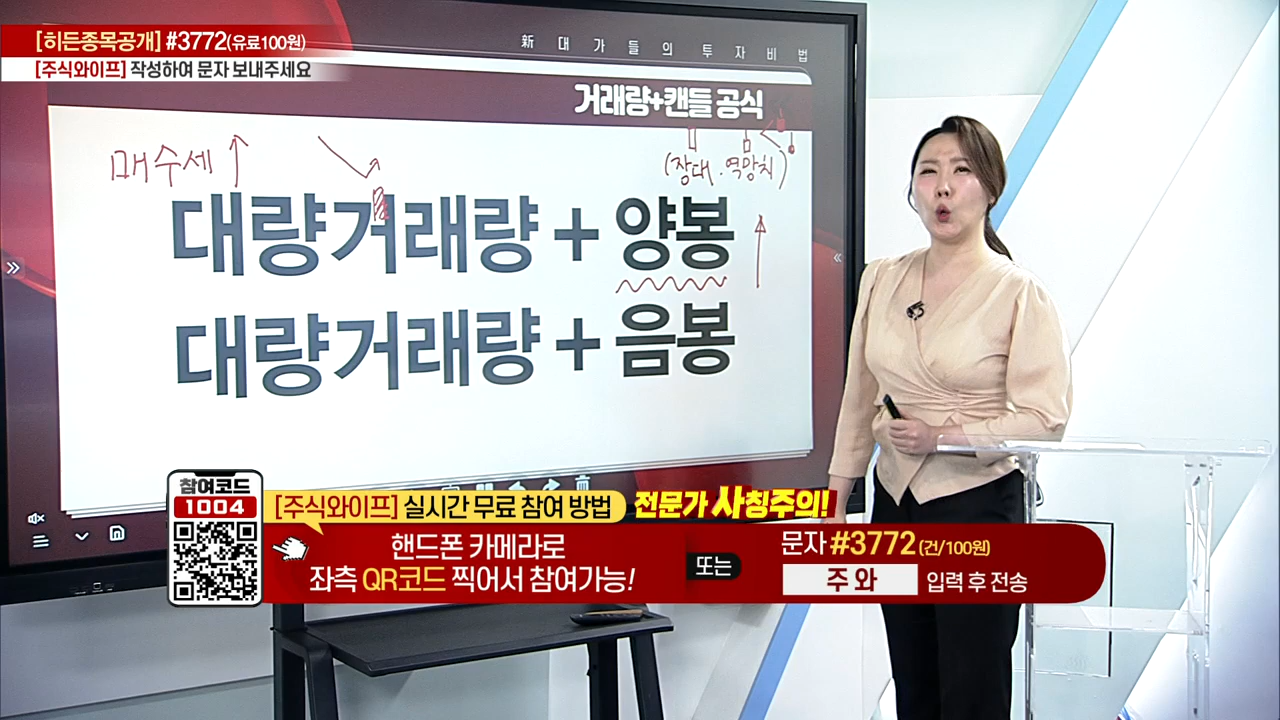 [히든종목공개] #3772(유료100원)
[주식와이프] 작성하여 문자 보내주세요
新 대가들의 투자비법
거래량+캔들 공식
매수세↑
(장대·역망치)
대량거래량 + 양봉
대량거래량 + 음봉
참여코드
1004
[주식와이프] 실시간 무료 참여 방법
전문가 사칭주의!
핸드폰 카메라로
좌측 QR코드 찍어서 참여가능!
또는
문자 #3772 (건/100원)
주 와 입력 후 전송